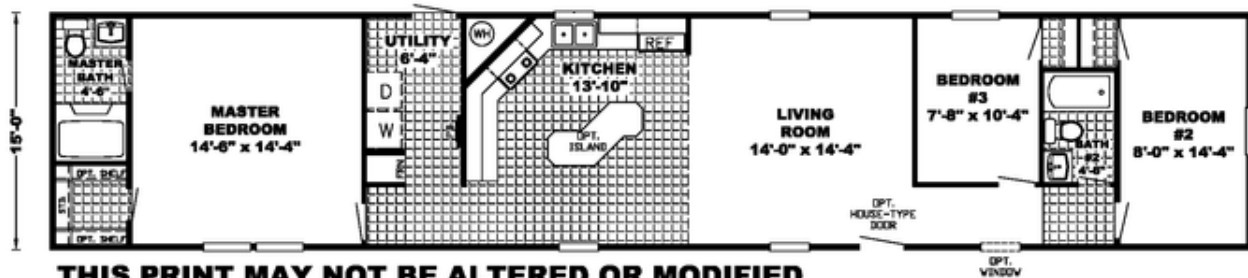 15'-0"
MASTER
BATH
4'-6"
OPT. SHELF
STD.
OPT. SHELF
MASTER
BEDROOM
14'-6" x 14'-4"
UTILITY
6'-4"
D
W
FRN
WH
REF
KITCHEN
13'-10"
OPT.
ISLAND
LIVING
ROOM
14'-0" x 14'-4"
OPT.
HOUSE-TYPE
DOOR
BEDROOM
#3
7'-8" x 10'-4"
BATH
#2
4'-6"
BEDROOM
#2
8'-0" x 14'-4"
OPT.
WINDOW
THIS PRINT MAY NOT BE ALTERED OR MODIFIED